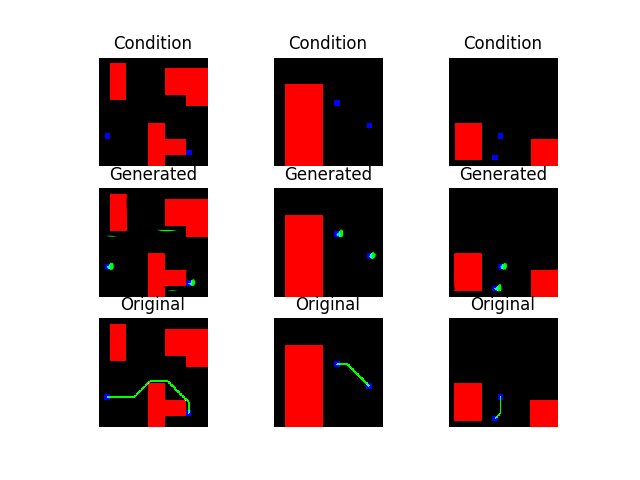 Condition Condition Condition
Generated Generated Generated
Original Original Original